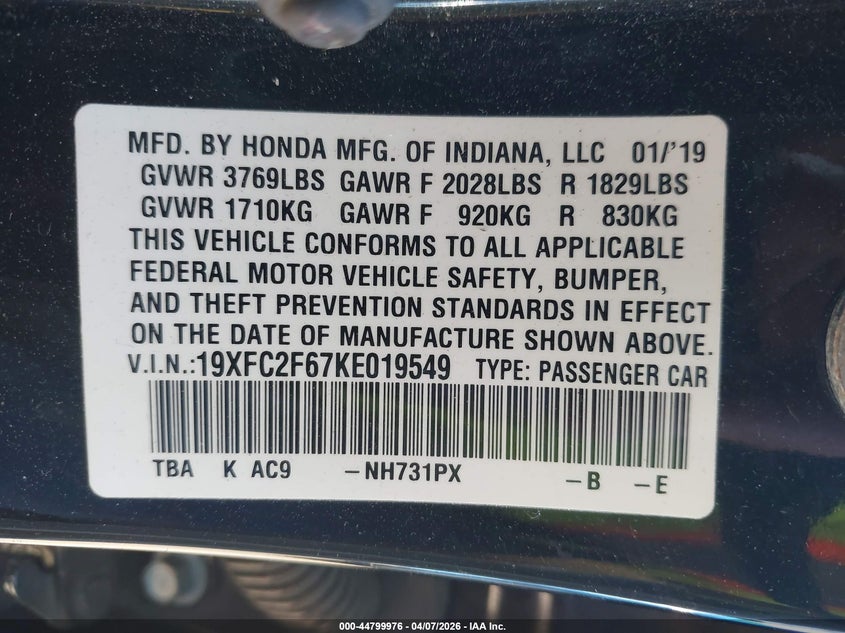 MFD. BY HONDA MFG. OF INDIANA, LLC 01/'19
GVWR 3769LBS GAWR F 2028LBS R 1829LBS
GVWR 1710KG GAWR F 920KG R 830KG
THIS VEHICLE CONFORMS TO ALL APPLICABLE
FEDERAL MOTOR VEHICLE SAFETY, BUMPER,
AND THEFT PREVENTION STANDARDS IN EFFECT
ON THE DATE OF MANUFACTURE SHOWN ABOVE.
V.I.N.:19XFC2F67KE019549 TYPE: PASSENGER CAR
TBA K AC9 –NH731PX –B –E
000-44799976 - 04/07/2026 - IAA Inc.